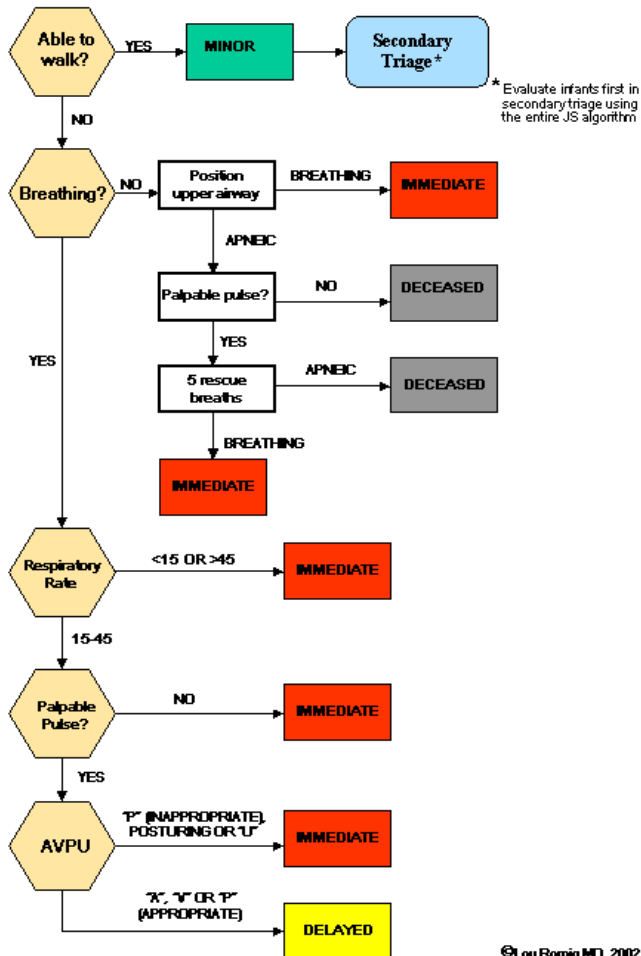 Able to
walk?
YES
MINOR
Secondary
Triage*
* Evaluate infants first in
secondary triage using
the entire JS algorithm
NO
Breathing?
NO
Position
upper airway
BREATHING
IMMEDIATE
APNEIC
Palpable pulse?
NO
DECEASED
YES
YES
5 rescue
breaths
APNEIC
DECEASED
BREATHING
IMMEDIATE
Respiratory
Rate
<15 OR >45
IMMEDIATE
15-45
Palpable
Pulse?
NO
IMMEDIATE
YES
AVPU
"P" (INAPPROPRIATE),
POSTURING OR "U"
IMMEDIATE
"A", "V" OR "P"
(APPROPRIATE)
DELAYED
©Lou Romig MD, 2002